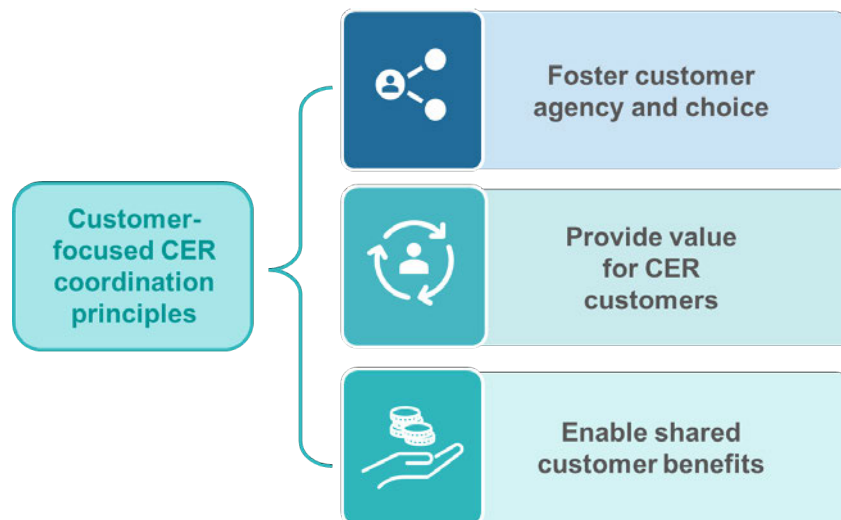 Customer-
focused CER
coordination
principles
Foster customer
agency and choice
Provide value
for CER
customers
Enable shared
customer benefits